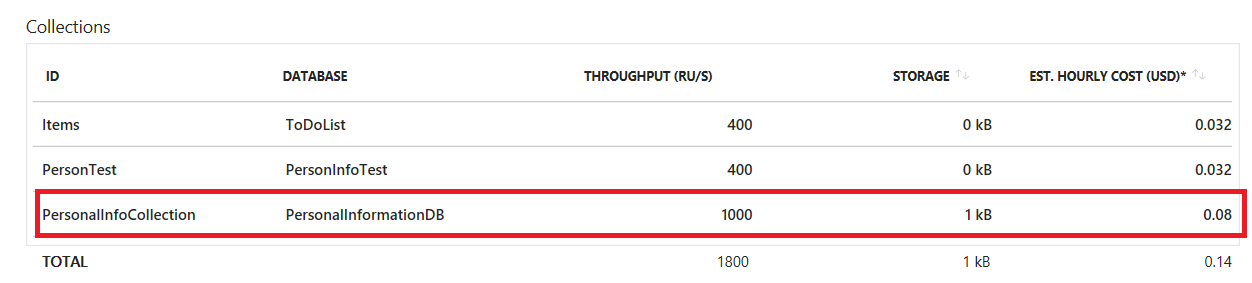 Collections
ID DATABASE THROUGHPUT (RU/S) STORAGE ↑↓ EST. HOURLY COST (USD)* ↑↓
Items ToDoList 400 0 kB 0.032
PersonTest PersonInfoTest 400 0 kB 0.032
PersonalInfoCollection PersonalInformationDB 1000 1 kB 0.08
TOTAL 1800 1 kB 0.14